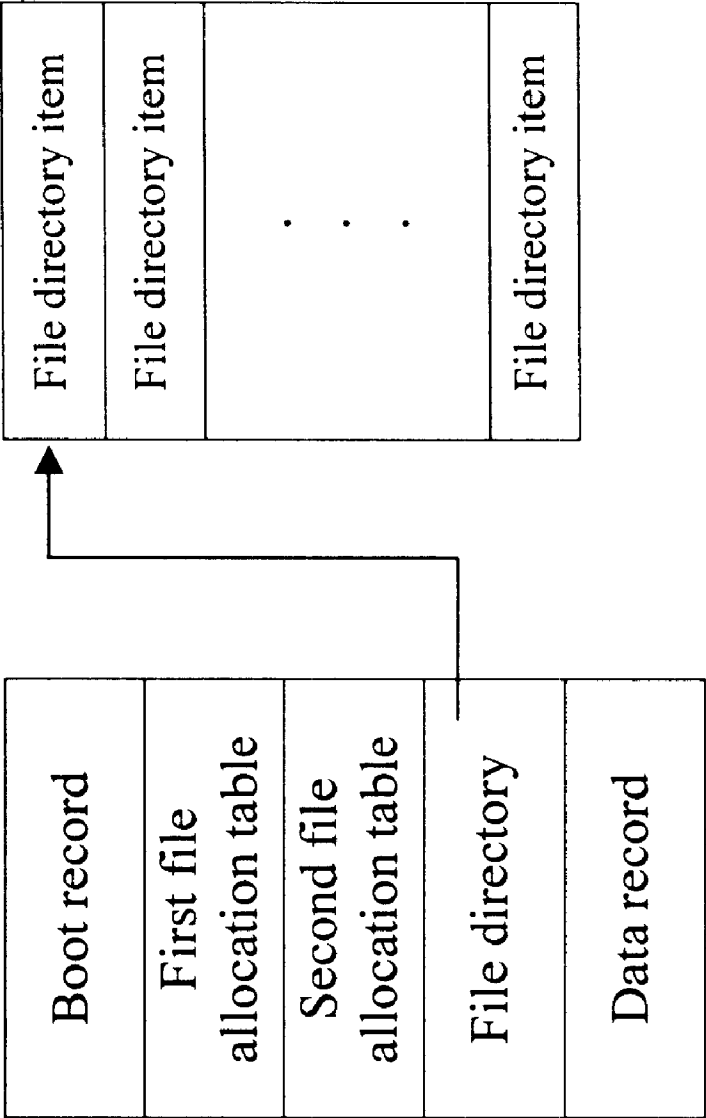 Boot record
First file
allocation table
Second file
allocation table
File directory
Data record
File directory item
File directory item
. . .
File directory item